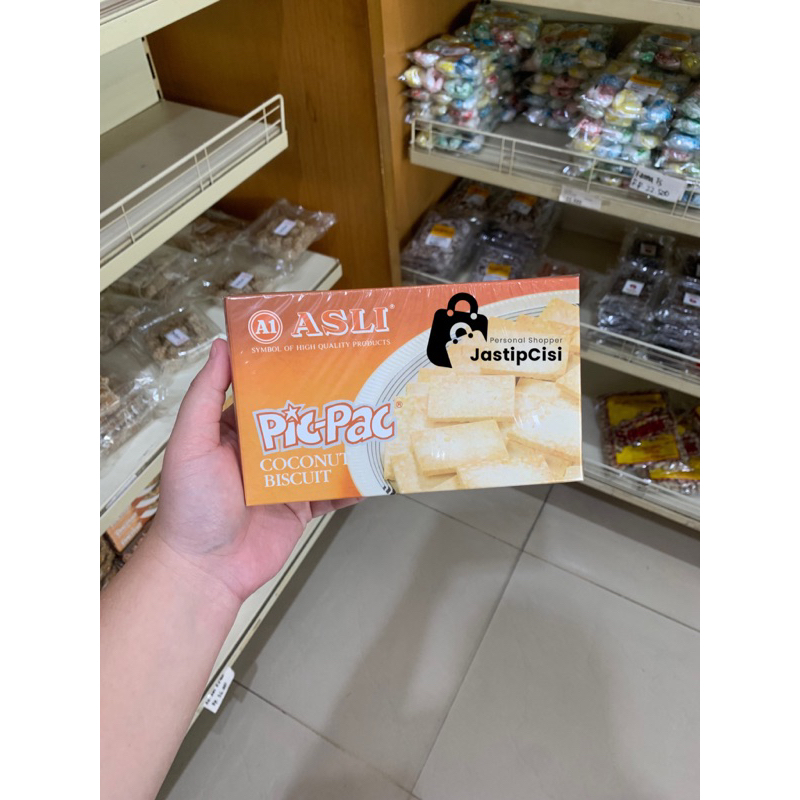 A1 ASLI®
SYMBOL OF HIGH QUALITY PRODUCTS
Personal Shopper
JastipCisi
Pic-Pac®
COCONUT
BISCUIT